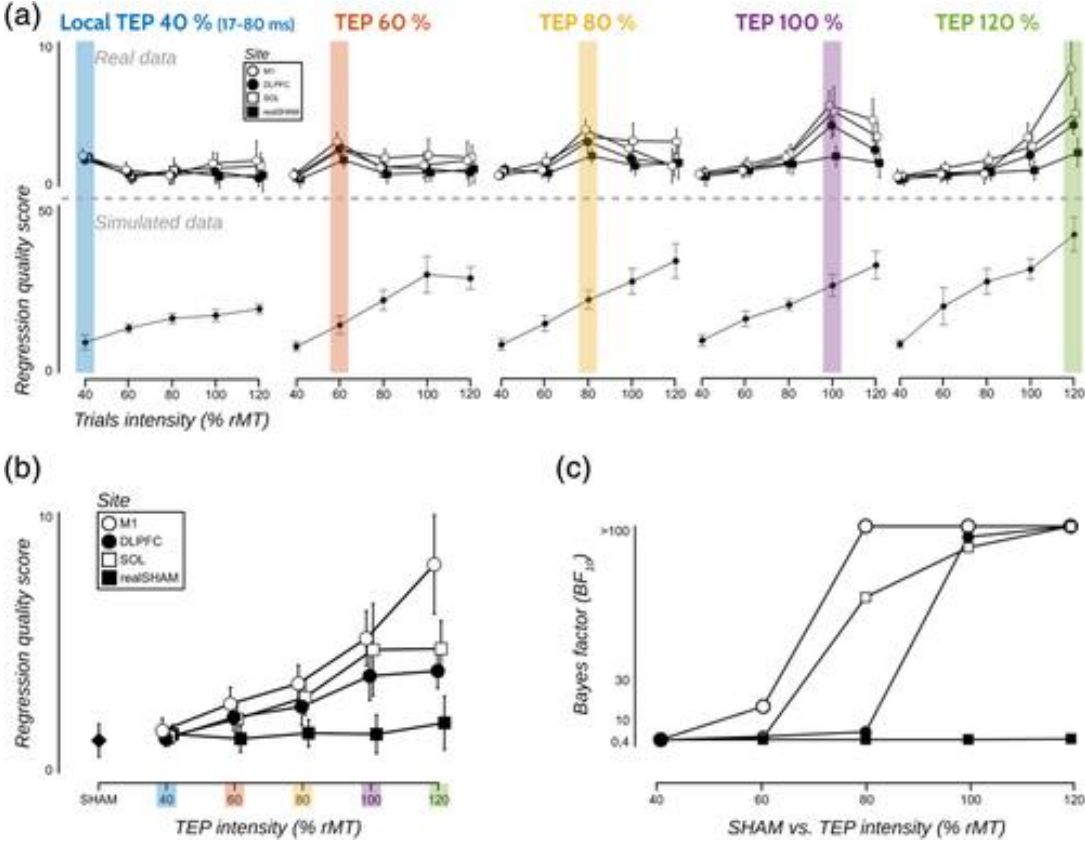 (a)
Local TEP 40 % (17-80 ms) TEP 60 % TEP 80 % TEP 100 % TEP 120 %
10
Real data
Site
M1
DLPFC
SOL
realSHAM
0
50
Simulated data
0
Regression quality score
40 60 80 100 120 40 60 80 100 120 40 60 80 100 120 40 60 80 100 120 40 60 80 100 120
Trials intensity (% rMT)
(b)
Site
M1
DLPFC
SOL
realSHAM
10
0
Regression quality score
SHAM 40 60 80 100 120
TEP intensity (% rMT)
(c)
>100
30
10
0,4
Bayes factor (BF10)
40 60 80 100 120
SHAM vs. TEP intensity (% rMT)